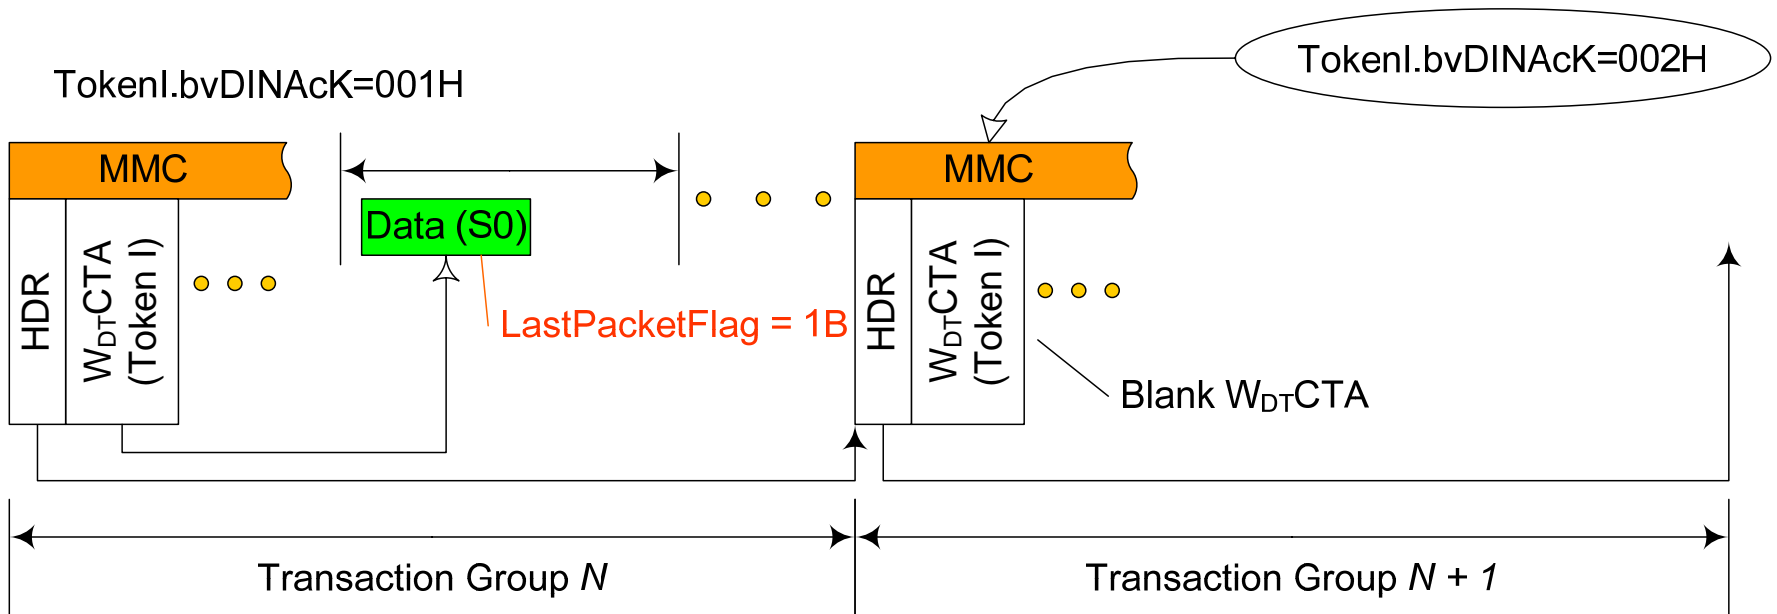 TokenI.bvDINAcK=001H
TokenI.bvDINAcK=002H
MMC
MMC
Data (S0)
HDR
WDTCTA
(Token I)
LastPacketFlag = 1B
HDR
WDTCTA
(Token I)
Blank WDTCTA
Transaction Group N
Transaction Group N + 1